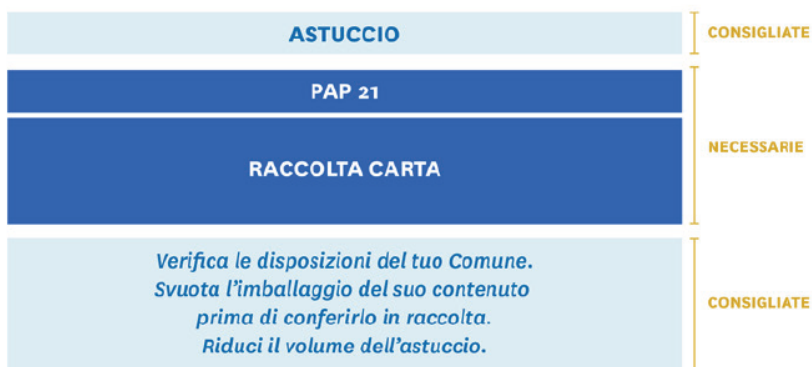 ASTUCCIO
CONSIGLIATE
PAP 21
RACCOLTA CARTA
NECESSARIE
Verifica le disposizioni del tuo Comune.
Svuota l'imballaggio del suo contenuto
prima di conferirlo in raccolta.
Riduci il volume dell'astuccio.
CONSIGLIATE